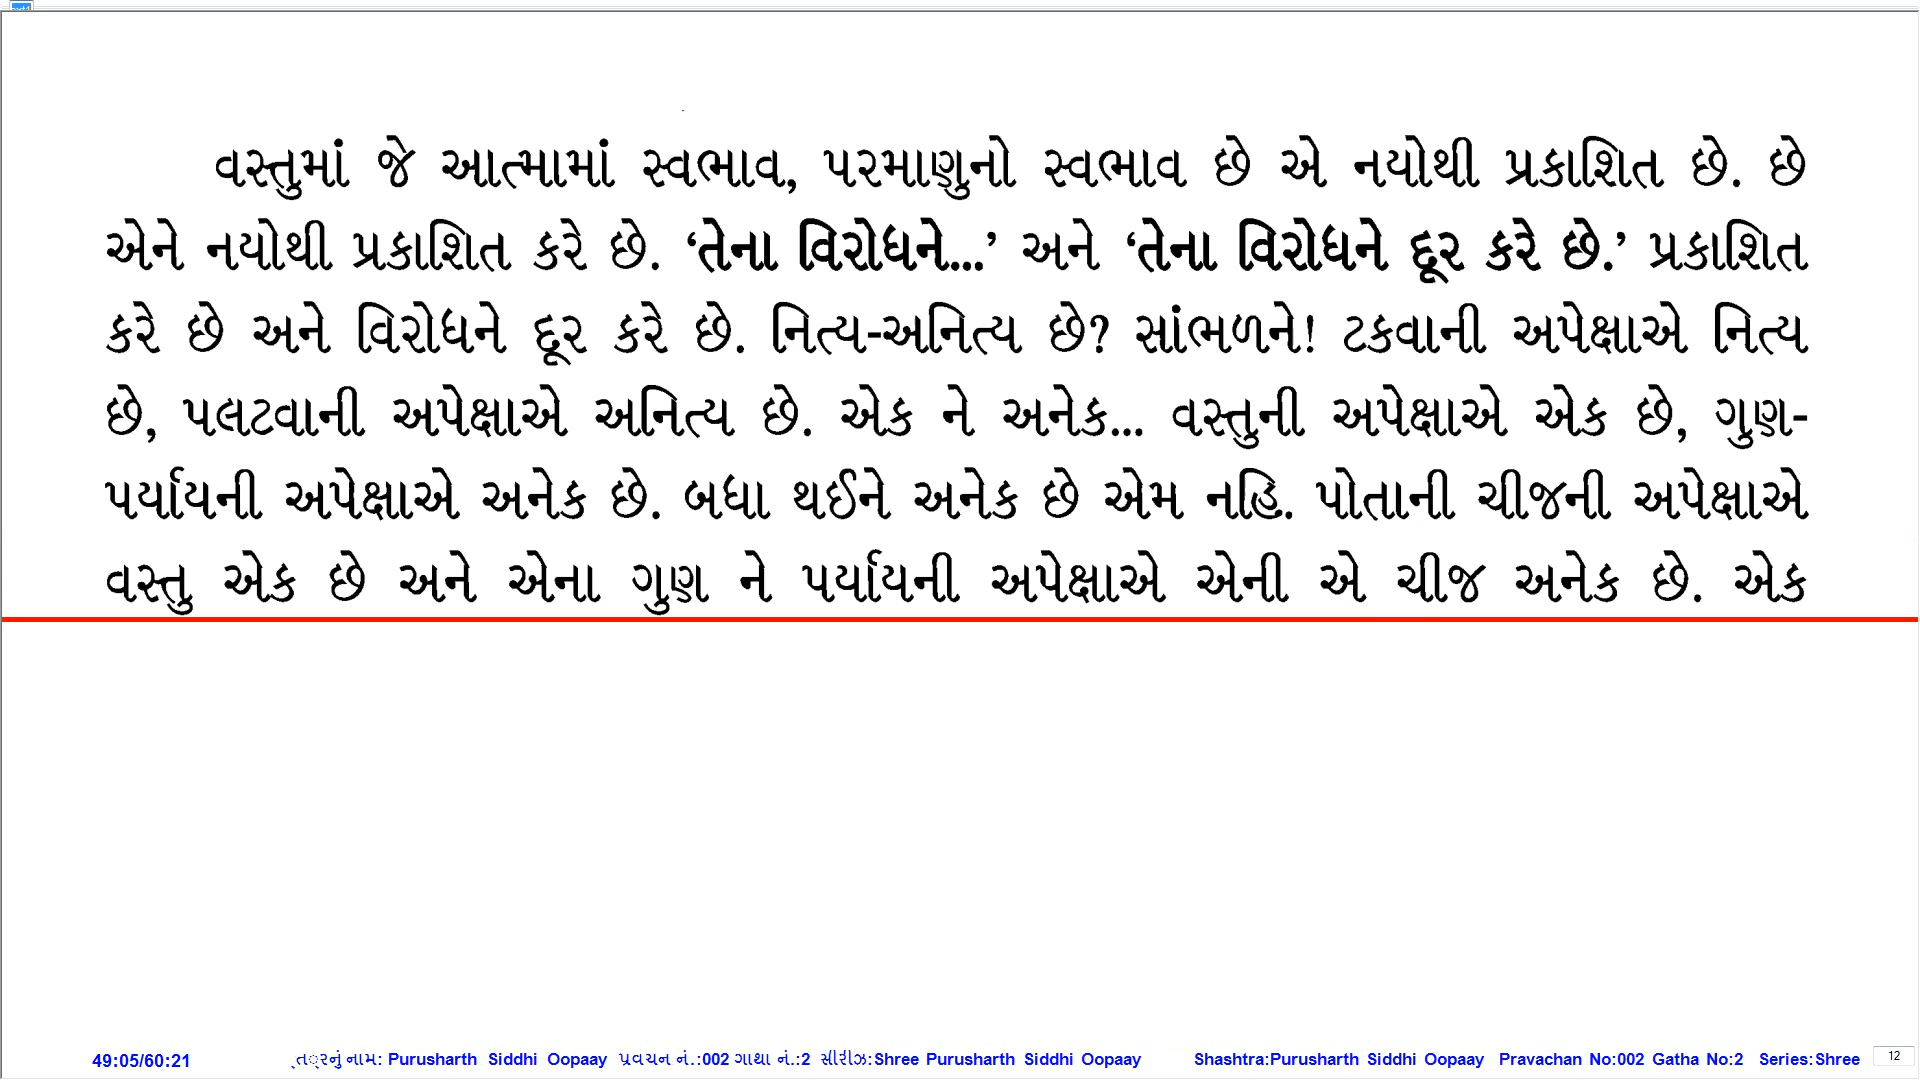 વસ્તુમાં જે આત્મામાં સ્વભાવ, પરમાણુનો સ્વભાવ છે એ નયોથી પ્રકાશિત છે. છે
એને નયોથી પ્રકાશિત કરે છે. ‘તેના વિરોધને...’ અને ‘તેના વિરોધને દૂર કરે છે.’ પ્રકાશિત
કરે છે અને વિરોધને દૂર કરે છે. નિત્ય-અનિત્ય છે? સાંભળને! ટકવાની અપેક્ષાએ નિત્ય
છે, પલટવાની અપેક્ષાએ અનિત્ય છે. એક ને અનેક... વસ્તુની અપેક્ષાએ એક છે, ગુણ-
પર્યાયની અપેક્ષાએ અનેક છે. બધા થઈને અનેક છે એમ નહિ. પોતાની ચીજની અપેક્ષાએ
વસ્તુ એક છે અને એના ગુણ ને પર્યાયની અપેક્ષાએ એની એ ચીજ અનેક છે. એક
49:05/60:21 નામ: Purusharth Siddhi Oopaay પ્રવચન નં.:002 ગાથા નં.:2 સીરીઝ:Shree Purusharth Siddhi Oopaay Shashtra:Purusharth Siddhi Oopaay Pravachan No:002 Gatha No:2 Series:Shree 12